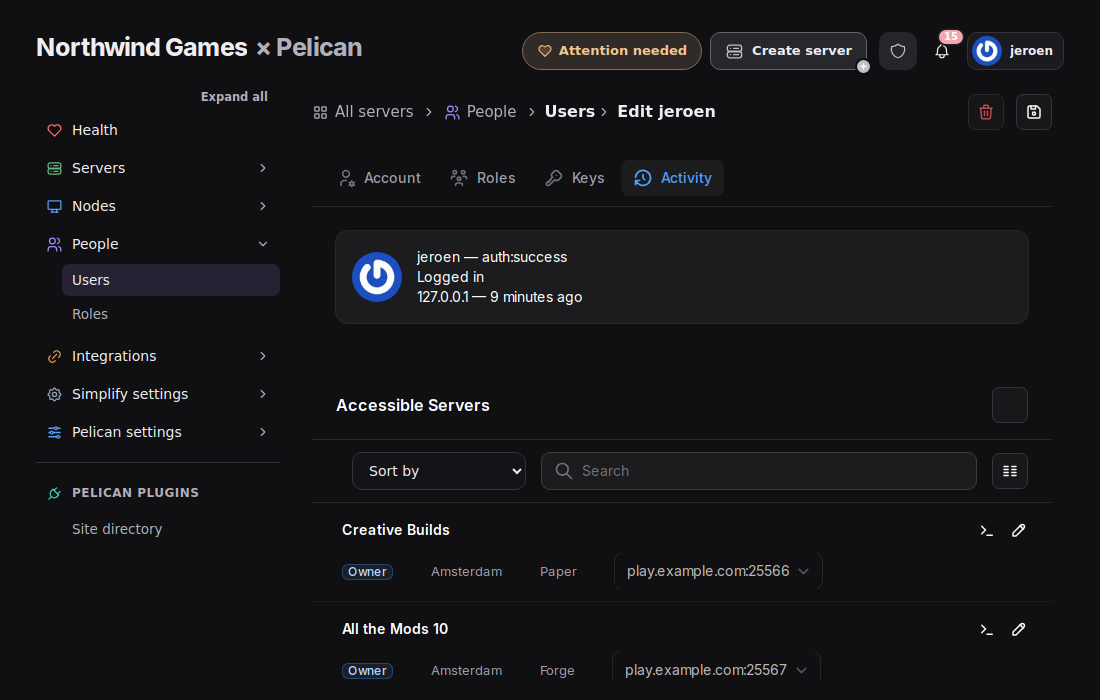 Northwind Games × Pelican
Attention needed
Create server
15
jeroen
Expand all
Health
Servers
Nodes
People
Users
Roles
Integrations
Simplify settings
Pelican settings
PELICAN PLUGINS
Site directory
All servers > People > Users > Edit jeroen
Account
Roles
Keys
Activity
jeroen — auth:success
Logged in
127.0.0.1 — 9 minutes ago
Accessible Servers
Sort by
Search
Creative Builds
Owner Amsterdam Paper play.example.com:25566
All the Mods 10
Owner Amsterdam Forge play.example.com:25567